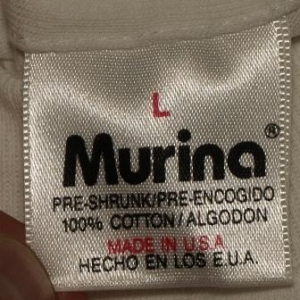 L
Murina®
PRE-SHRUNK/PRE-ENCOGIDO
100% COTTON/ALGODON
MADE IN U.S.A
HECHO EN LOS E.U.A.